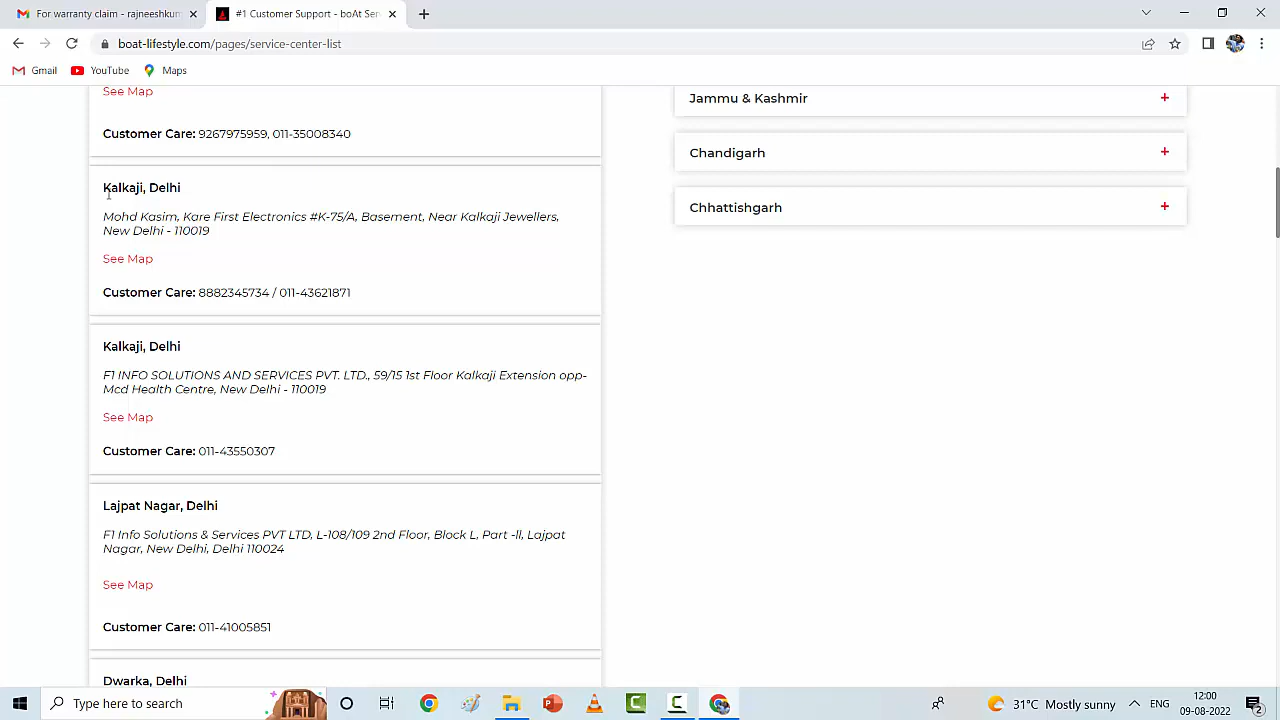 For warranty claim - rajneeshkum
#1 Customer Support - boAt Ser
boat-lifestyle.com/pages/service-center-list
Gmail
YouTube
Maps
See Map
Customer Care: 9267975959, 011-35008340
Kalkaji, Delhi
Mohd Kasim, Kare First Electronics #K-75/A, Basement, Near Kalkaji Jewellers,
New Delhi - 110019
See Map
Customer Care: 8882345734 / 011-43621871
Kalkaji, Delhi
F1 INFO SOLUTIONS AND SERVICES PVT. LTD., 59/15 1st Floor Kalkaji Extension opp-
Mcd Health Centre, New Delhi - 110019
See Map
Customer Care: 011-43550307
Lajpat Nagar, Delhi
F1 Info Solutions & Services PVT LTD, L-108/109 2nd Floor, Block L, Part -ll, Lajpat
Nagar, New Delhi, Delhi 110024
See Map
Customer Care: 011-41005851
Dwarka, Delhi
Jammu & Kashmir
+
Chandigarh
+
Chhattishgarh
+
Type here to search
31°C Mostly sunny
ENG
12:00
09-08-2022
2